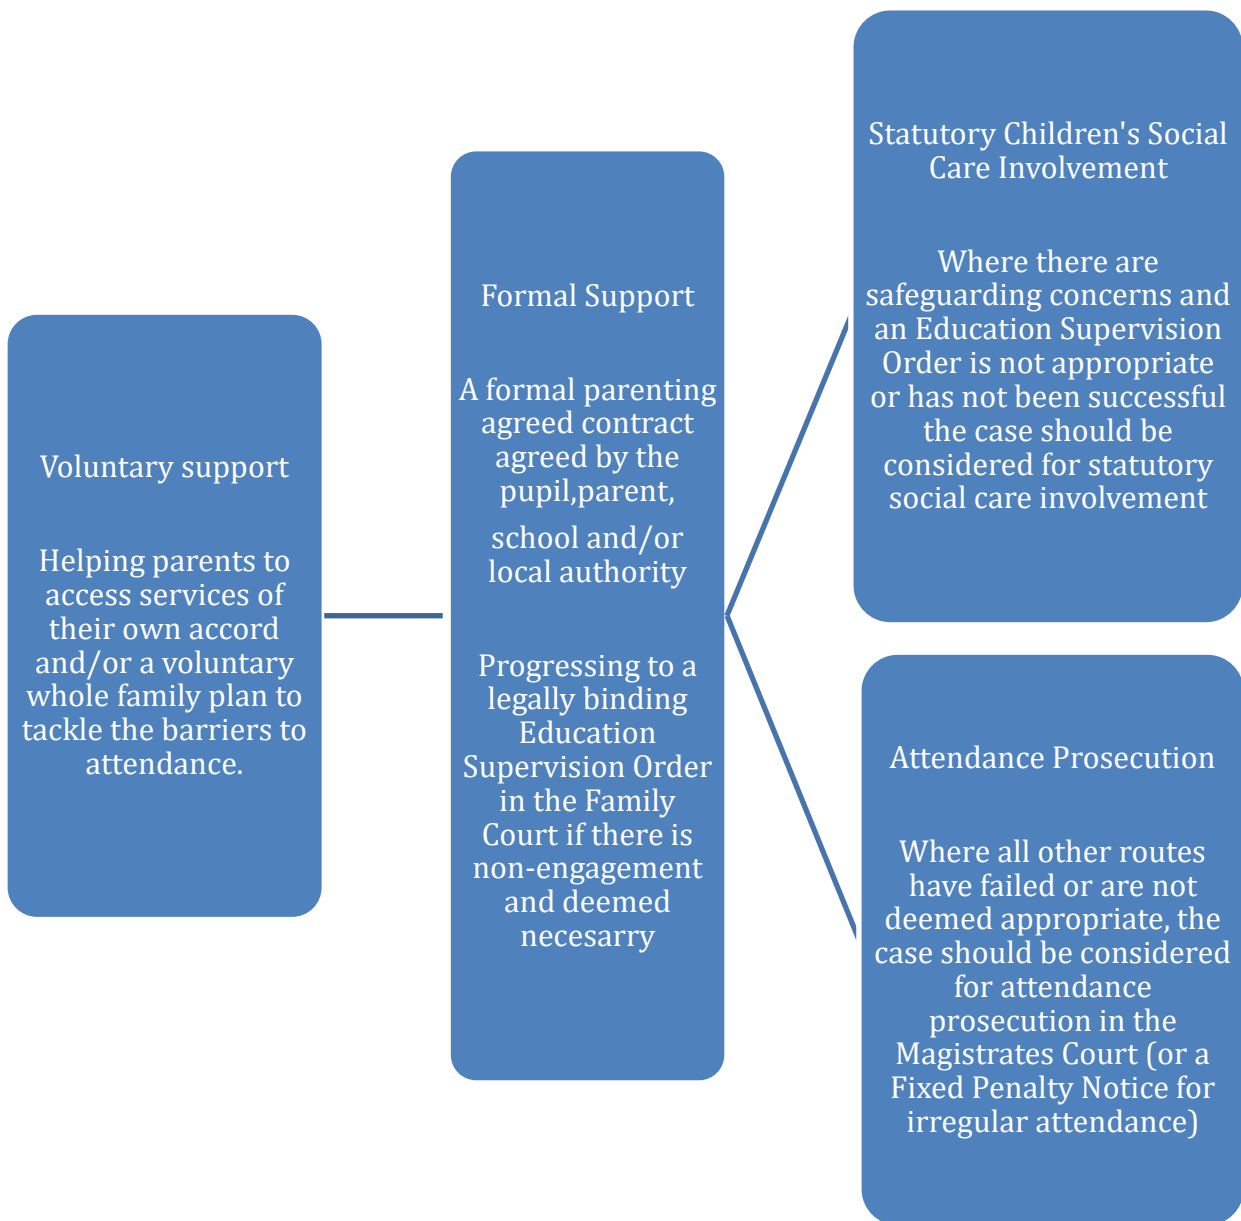 Voluntary support
Helping parents to
access services of
their own accord
and/or a voluntary
whole family plan to
tackle the barriers to
attendance.
Formal Support
A formal parenting
agreed contract
agreed by the
pupil,parent,
school and/or
local authority
Progressing to a
legally binding
Education
Supervision Order
in the Family
Court if there is
non-engagement
and deemed
necesarry
Statutory Children's Social
Care Involvement
Where there are
safeguarding concerns and
an Education Supervision
Order is not appropriate
or has not been successful
the case should be
considered for statutory
social care involvement
Attendance Prosecution
Where all other routes
have failed or are not
deemed appropriate, the
case should be considered
for attendance
prosecution in the
Magistrates Court (or a
Fixed Penalty Notice for
irregular attendance)